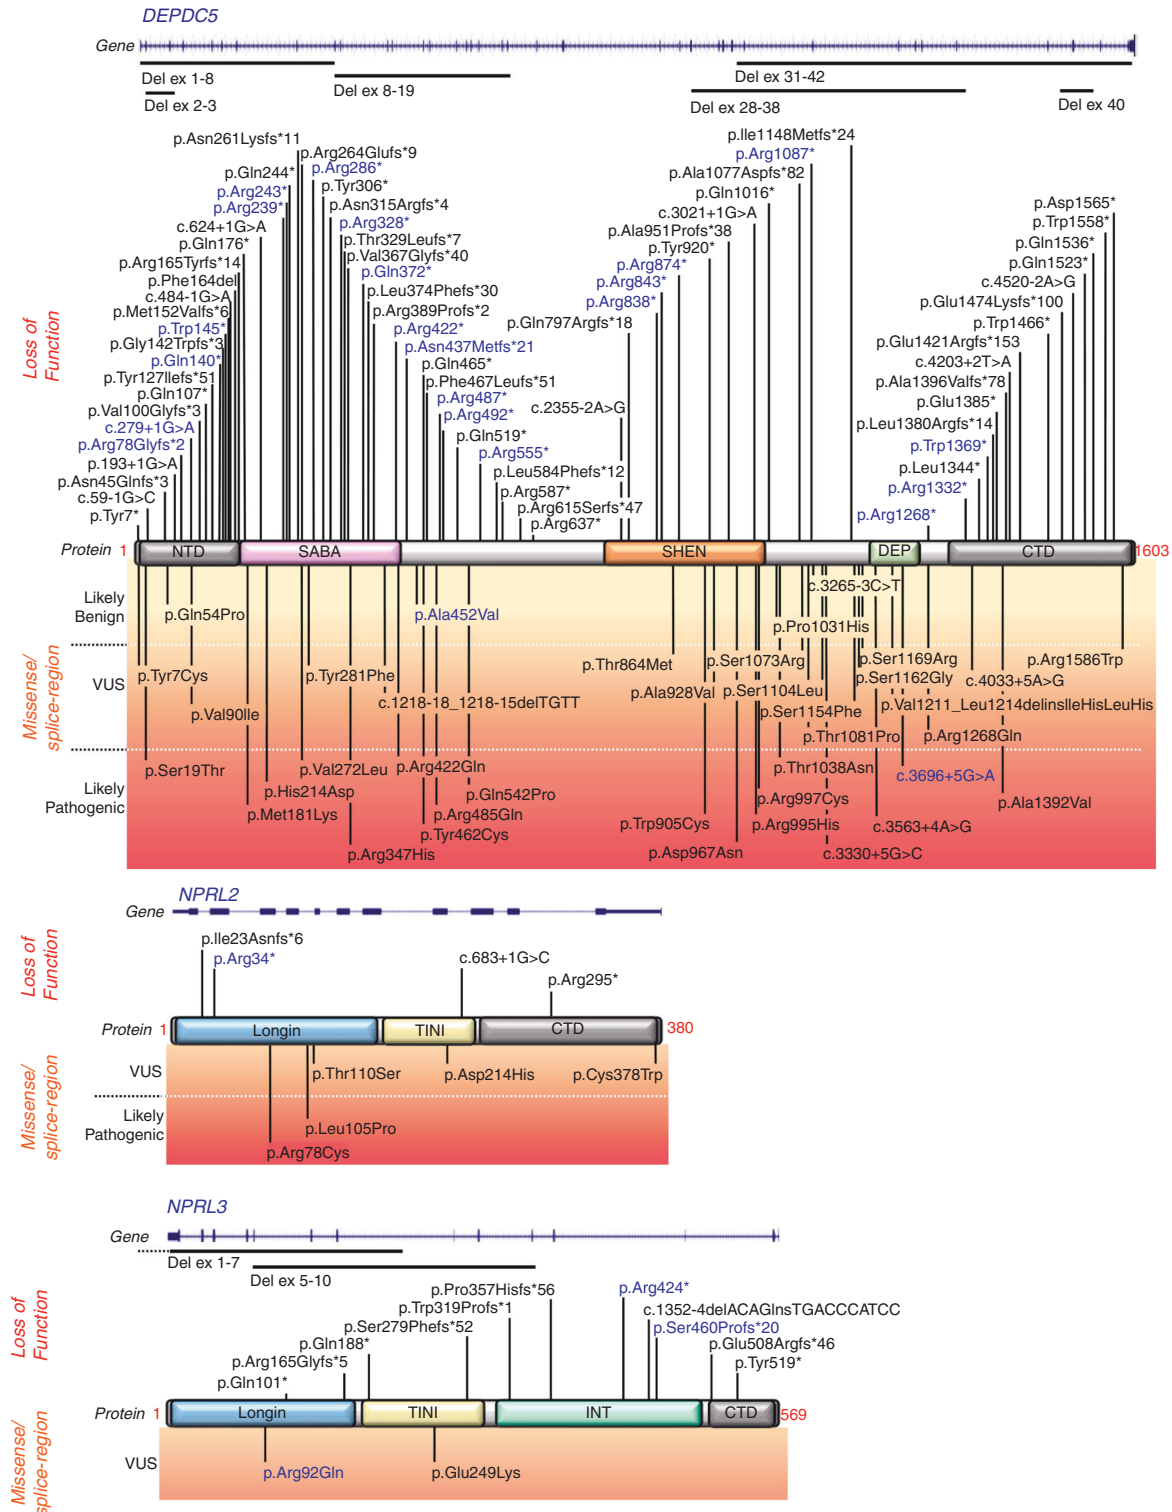 DEPDC5
Gene
Del ex 1-8
Del ex 2-3
Del ex 8-19
Del ex 31-42
Del ex 28-38
Del ex 40
Loss of
Function
p.Asn261Lysfs*11
p.Gln244*
p.Arg243*
p.Arg239*
c.624+1G>A
p.Gln176*
p.Arg165Tyrfs*14
p.Phe164del
c.484-1G>A
p.Met152Valfs*6
p.Trp145*
p.Gly142Trpfs*3
p.Gln140*
p.Tyr127Ilefs*51
p.Gln107*
p.Val100Glyfs*3
c.279+1G>A
p.Arg78Glyfs*2
p.193+1G>A
p.Asn45Glnfs*3
c.59-1G>C
p.Tyr7*
p.Arg264Glufs*9
p.Arg286*
p.Tyr306*
p.Asn315Argfs*4
p.Arg328*
p.Thr329Leufs*7
p.Val367Glyfs*40
p.Gln372*
p.Leu374Phefs*30
p.Arg389Profs*2
p.Arg422*
p.Asn437Metfs*21
p.Gln465*
p.Phe467Leufs*51
p.Arg487*
p.Arg492*
p.Gln519*
p.Arg555*
p.Leu584Phefs*12
p.Arg587*
p.Arg615Serfs*47
p.Arg637*
p.Ile1148Metfs*24
p.Arg1087*
p.Ala1077Aspfs*82
p.Gln1016*
c.3021+1G>A
p.Ala951Profs*38
p.Tyr920*
p.Arg874*
p.Arg843*
p.Arg838*
p.Gln797Argfs*18
c.2355-2A>G
p.Asp1565*
p.Trp1558*
p.Gln1536*
p.Gln1523*
c.4520-2A>G
p.Glu1474Lysfs*100
p.Trp1466*
p.Glu1421Argfs*153
c.4203+2T>A
p.Ala1396Valfs*78
p.Glu1385*
p.Leu1380Argfs*14
p.Trp1369*
p.Leu1344*
p.Arg1332*
p.Arg1268*
Protein 1 NTD SABA SHEN DEP CTD 1603
Missense/
splice-region
Likely
Benign
p.Gln54Pro
p.Ala452Val
c.3265-3C>T
p.Pro1031His
VUS
p.Tyr7Cys
p.Val90Ile
p.Tyr281Phe
c.1218-18_1218-15delTGTT
p.Thr864Met
p.Ala928Val
p.Ser1073Arg
p.Ser1104Leu
p.Ser1154Phe
p.Thr1081Pro
p.Ser1169Arg
p.Ser1162Gly
p.Arg1586Trp
c.4033+5A>G
p.Val1211_Leu1214delinsIleHisLeuHis
p.Arg1268Gln
Likely
Pathogenic
p.Ser19Thr
p.Val272Leu
p.His214Asp
p.Met181Lys
p.Arg347His
p.Arg422Gln
p.Gln542Pro
p.Arg485Gln
p.Tyr462Cys
p.Thr1038Asn
p.Arg997Cys
p.Arg995His
p.Trp905Cys
p.Asp967Asn
c.3696+5G>A
p.Ala1392Val
c.3563+4A>G
c.3330+5G>C
NPRL2
Gene
Loss of
Function
p.Ile23Asnfs*6
p.Arg34*
c.683+1G>C
p.Arg295*
Protein 1 Longin TINI CTD 380
Missense/
splice-region
VUS
p.Thr110Ser
p.Asp214His
p.Cys378Trp
Likely
Pathogenic
p.Leu105Pro
p.Arg78Cys
NPRL3
Gene
Del ex 1-7
Del ex 5-10
Loss of
Function
p.Pro357Hisfs*56
p.Trp319Profs*1
p.Ser279Phefs*52
p.Gln188*
p.Arg165Glyfs*5
p.Gln101*
p.Arg424*
c.1352-4delACAGlnsTGACCCATCC
p.Ser460Profs*20
p.Glu508Argfs*46
p.Tyr519*
Protein 1 Longin TINI INT CTD 569
Missense/
splice-region
VUS
p.Arg92Gln
p.Glu249Lys